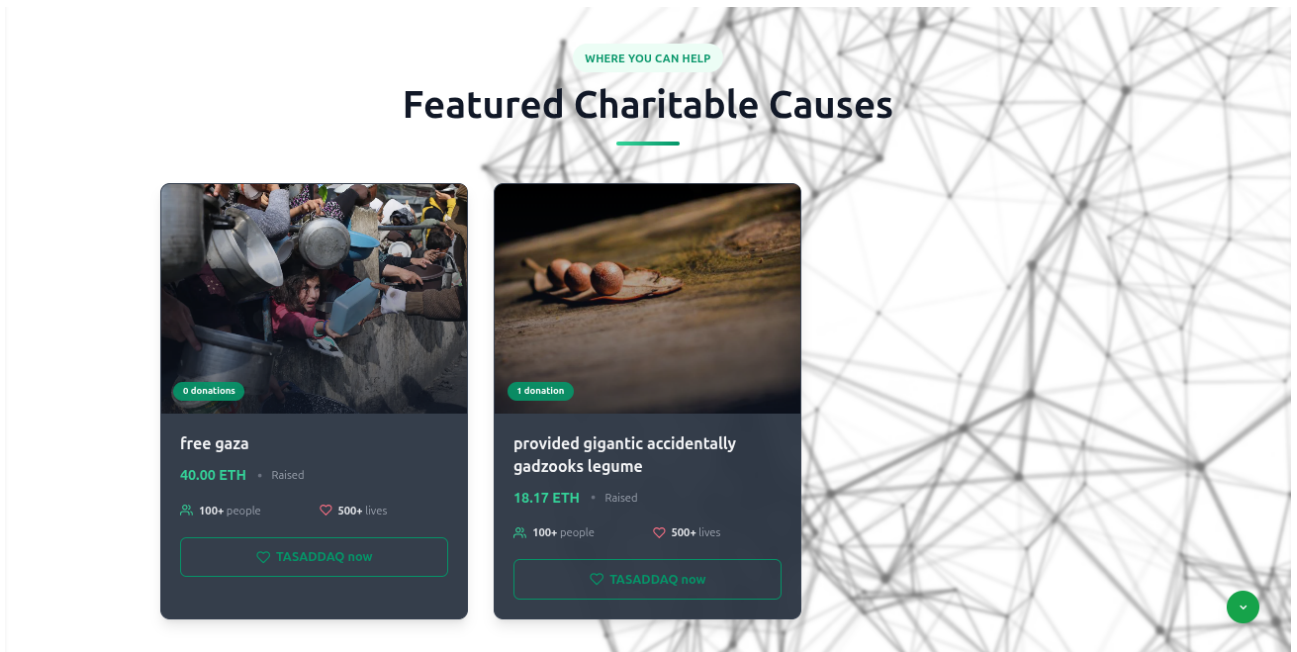 WHERE YOU CAN HELP
Featured Charitable Causes
0 donations
free gaza
40.00 ETH • Raised
100+ people 500+ lives
TASADDAQ now
1 donation
provided gigantic accidentally
gadzooks legume
18.17 ETH • Raised
100+ people 500+ lives
TASADDAQ now